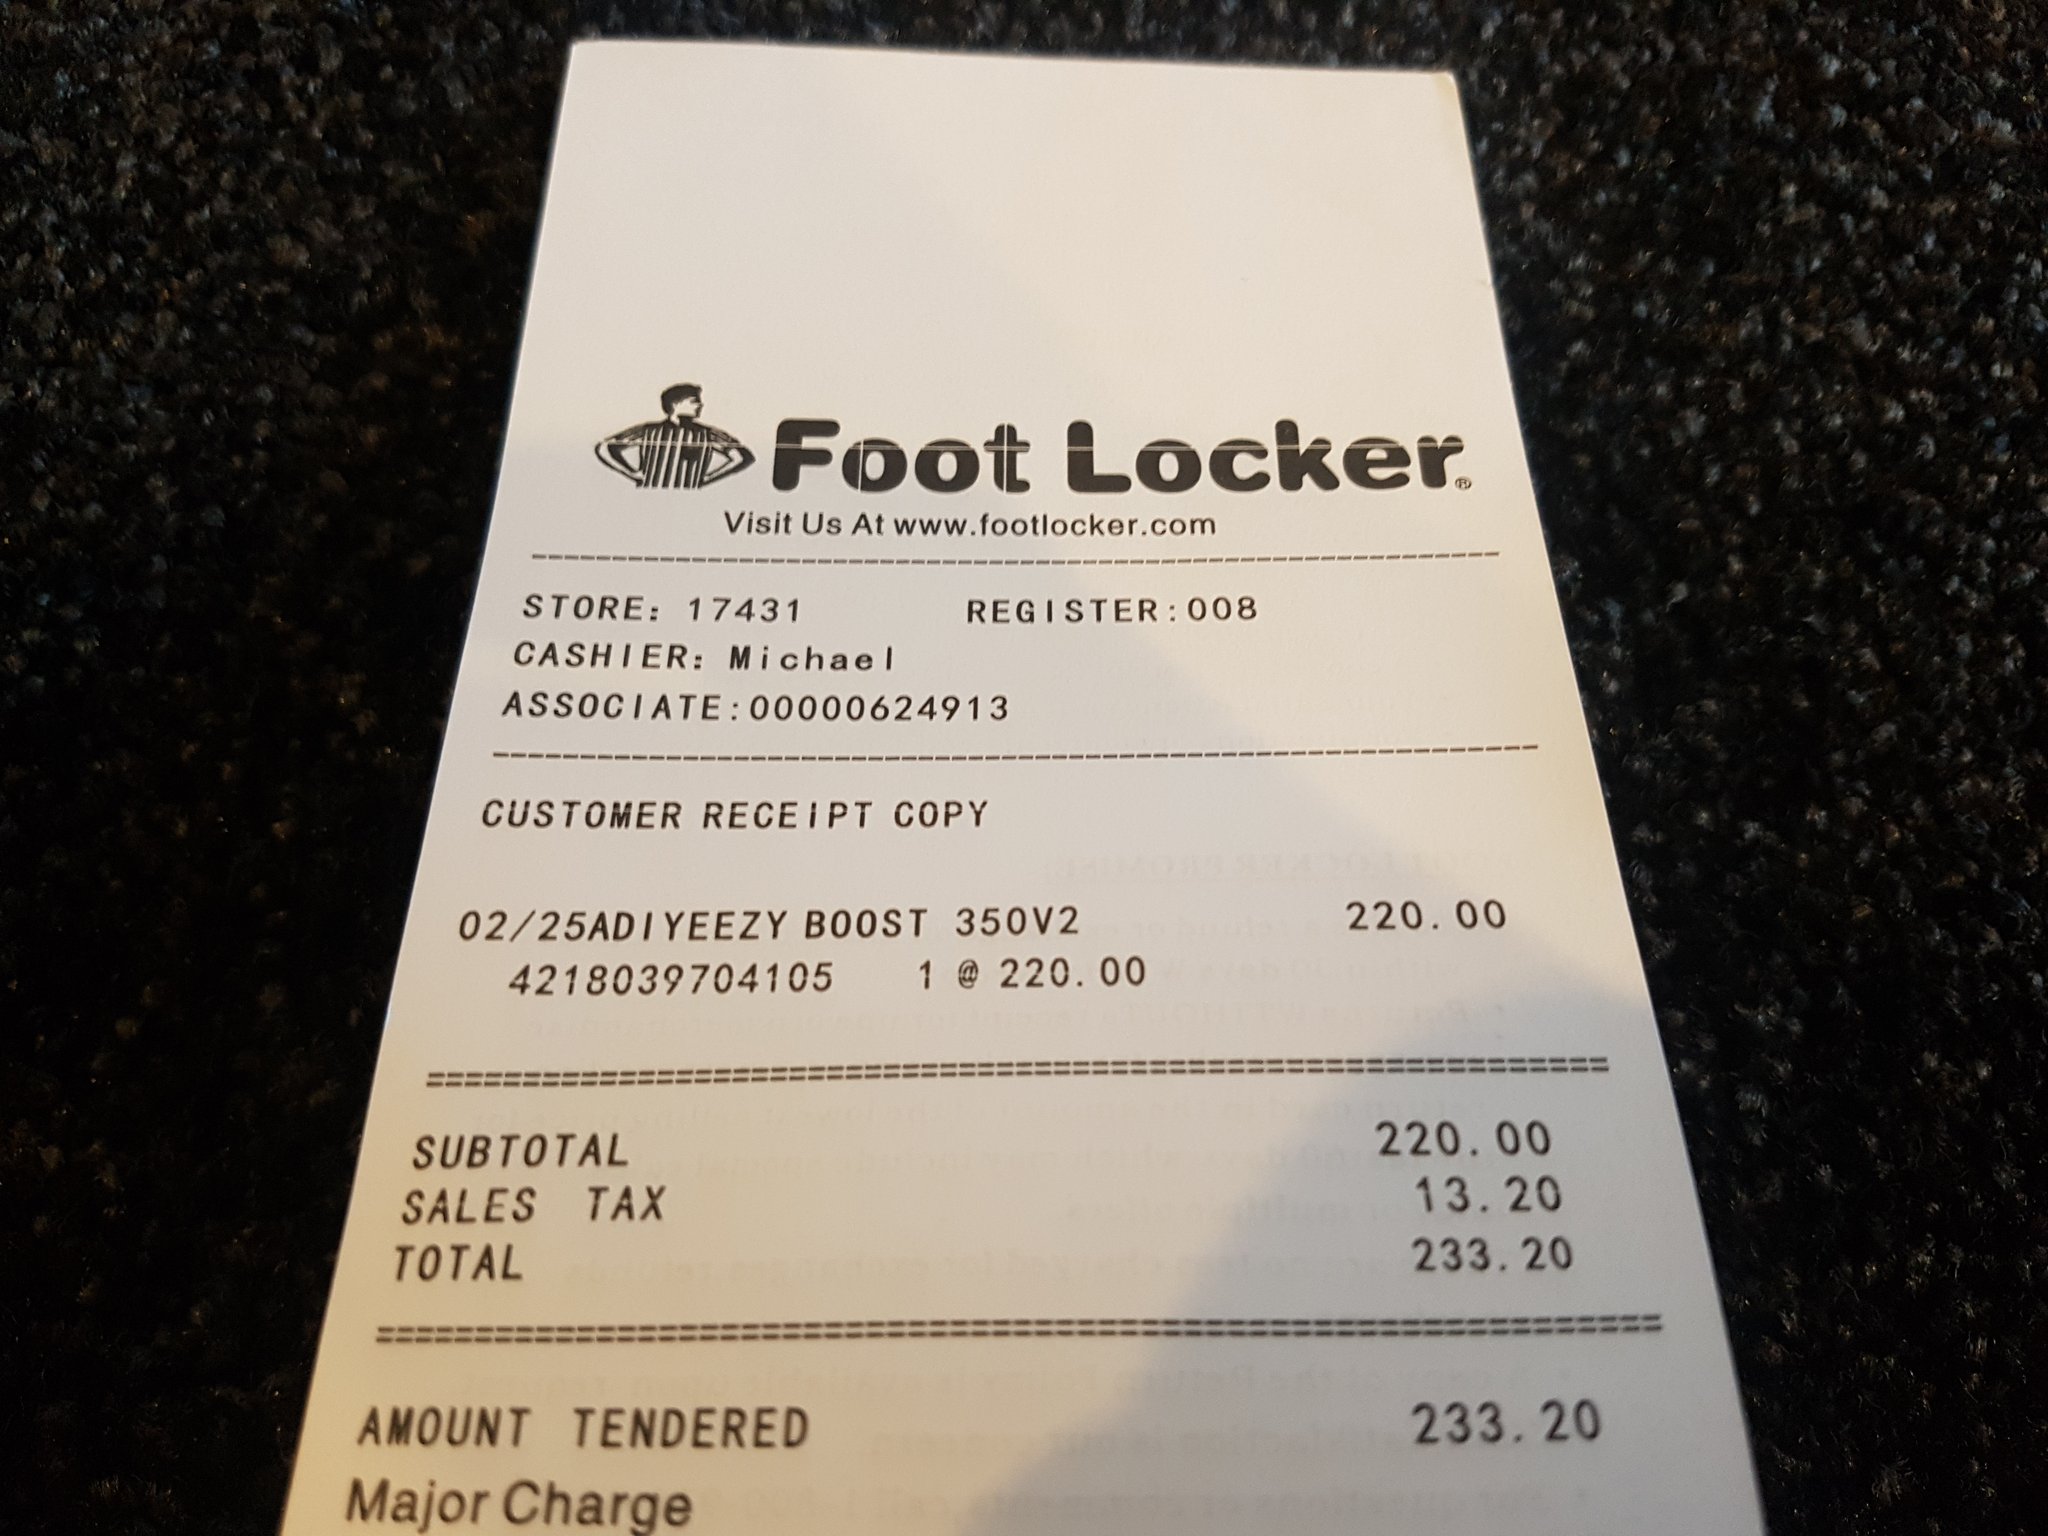 Foot Locker®
Visit Us At www.footlocker.com
STORE: 17431 REGISTER:008
CASHIER: Michael
ASSOCIATE:00000624913
CUSTOMER RECEIPT COPY
02/25ADIYEEZY BOOST 350V2 220.00
4218039704105 1 @ 220.00
SUBTOTAL 220.00
SALES TAX 13.20
TOTAL 233.20
AMOUNT TENDERED 233.20
Major Charge